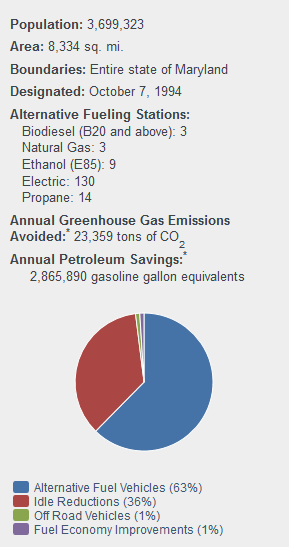 Population: 3,699,323
Area: 8,334 sq. mi.
Boundaries: Entire state of Maryland
Designated: October 7, 1994
Alternative Fueling Stations:
Biodiesel (B20 and above): 3
Natural Gas: 3
Ethanol (E85): 9
Electric: 130
Propane: 14
Annual Greenhouse Gas Emissions
Avoided:* 23,359 tons of CO2
Annual Petroleum Savings:*
2,865,890 gasoline gallon equivalents
Alternative Fuel Vehicles (63%)
Idle Reductions (36%)
Off Road Vehicles (1%)
Fuel Economy Improvements (1%)